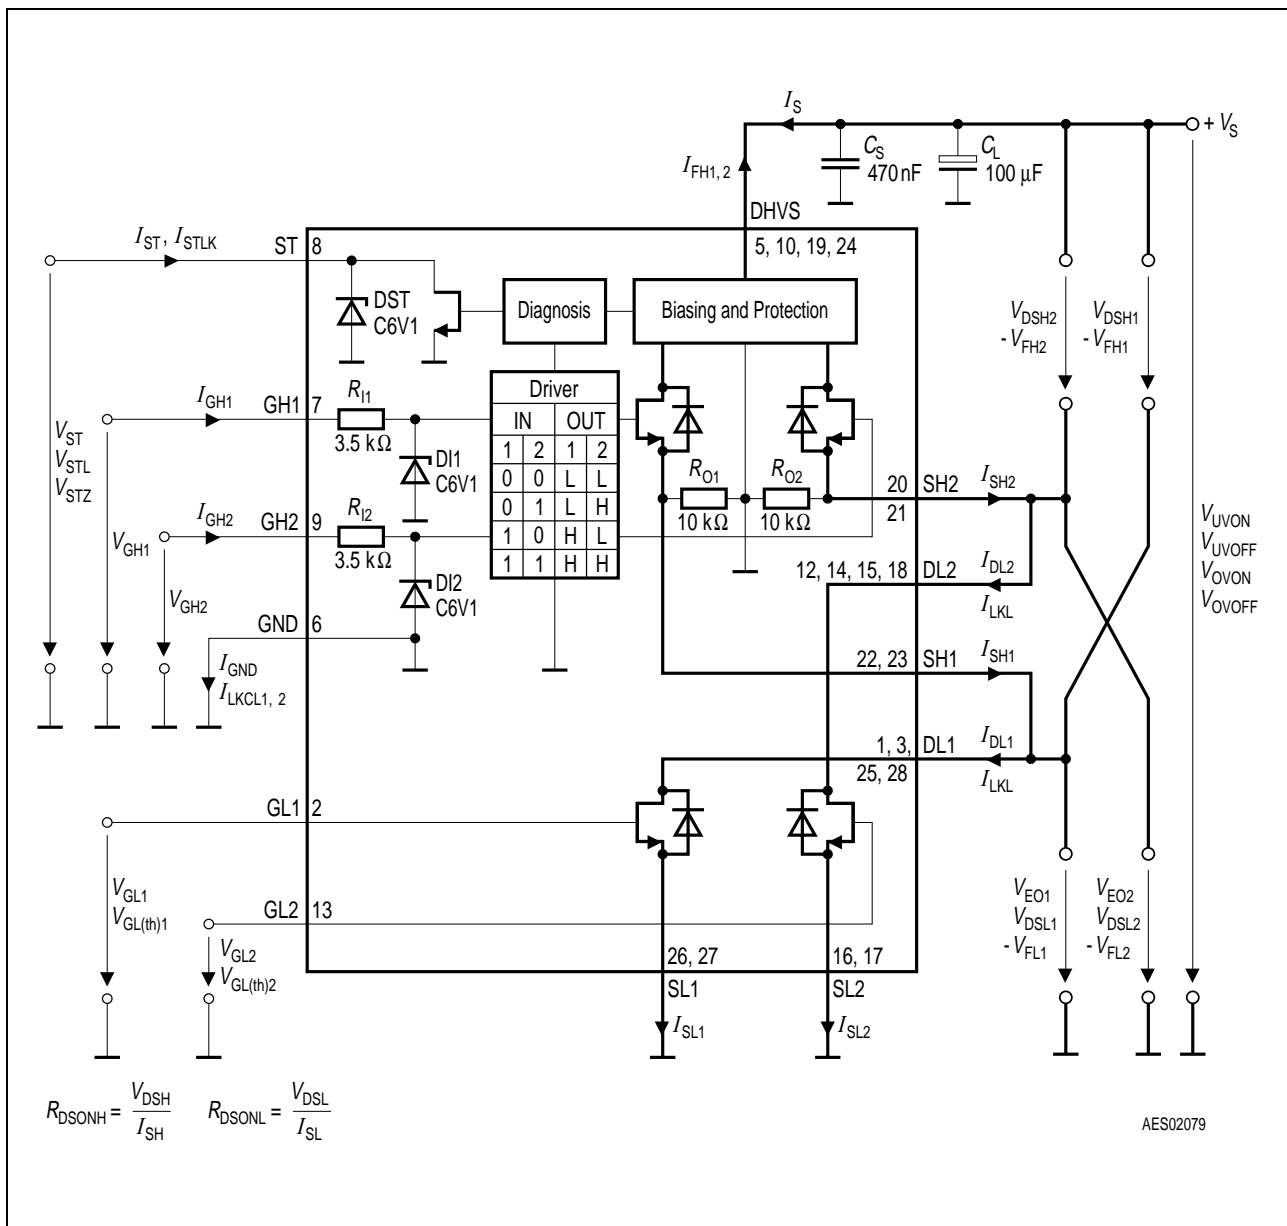 I_S
+ V_S
C_S
470 nF
C_L
100 µF
I_FH1, 2
DHVS
5, 10, 19, 24
I_ST, I_STLK
ST
8
DST
C6V1
Diagnosis
Biasing and Protection
V_DSH2
- V_FH2
V_DSH1
- V_FH1
I_GH1
GH1
7
R_I1
3.5 kΩ
DI1
C6V1
Driver
IN OUT
1 2 1 2
0 0 L L
0 1 L H
1 0 H L
1 1 H H
R_O1
10 kΩ
R_O2
10 kΩ
V_ST
V_STL
V_STZ
I_GH2
GH2
9
R_I2
3.5 kΩ
DI2
C6V1
V_GH1
V_GH2
20
21
SH2
I_SH2
12, 14, 15, 18
DL2
I_DL2
I_LKL
V_UVON
V_UVOFF
V_OVON
V_OVOFF
GND
6
I_GND
I_LKCL1, 2
22, 23
SH1
I_SH1
1, 3,
25, 28
DL1
I_DL1
I_LKL
GL1
2
V_GL1
V_GL(th)1
GL2
13
V_GL2
V_GL(th)2
V_EO1
V_DSL1
- V_FL1
V_EO2
V_DSL2
- V_FL2
26, 27
SL1
I_SL1
16, 17
SL2
I_SL2
R_DSONH = V_DSH / I_SH
R_DSONL = V_DSL / I_SL
AES02079